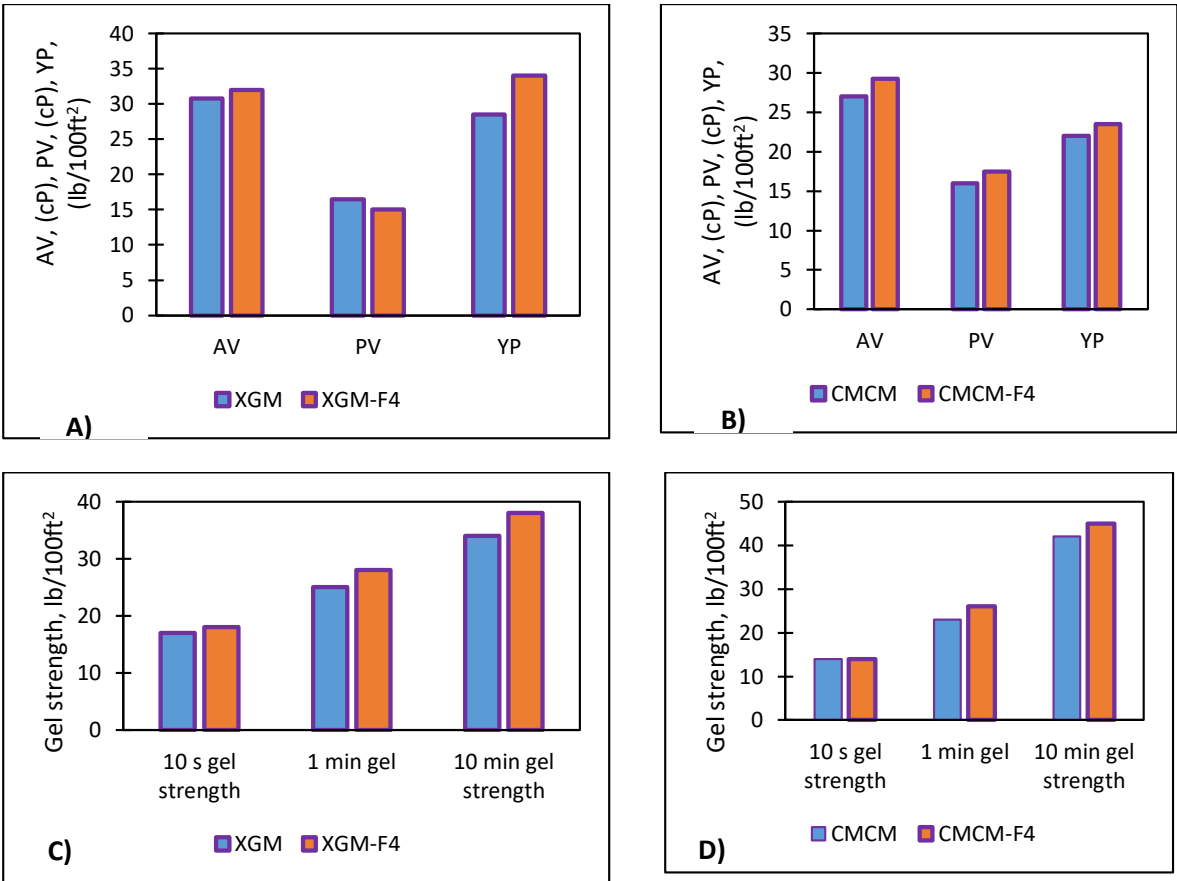 AV, (cP), PV, (cP), YP,
(lb/100ft²)
40
35
30
25
20
15
10
5
0
AV PV YP
XGM XGM-F4
A)
AV, (cP), PV, (cP), YP,
(lb/100ft²)
35
30
25
20
15
10
5
0
AV PV YP
CMCM CMCM-F4
B)
Gel strength, lb/100ft²
40
30
20
10
0
10 s gel 1 min gel 10 min gel
strength strength
XGM XGM-F4
C)
Gel strength, lb/100ft²
50
40
30
20
10
0
10 s gel 1 min gel 10 min gel
strength strength
CMCM CMCM-F4
D)